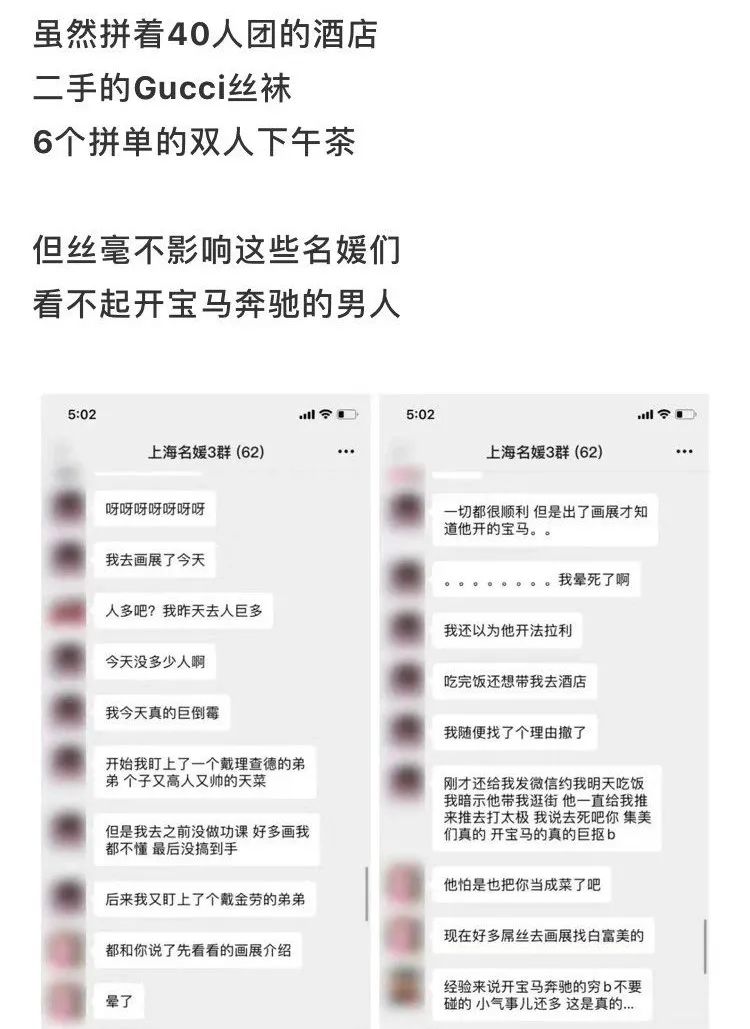 虽然拼着40人团的酒店
二手的Gucci丝袜
6个拼单的双人下午茶
但丝毫不影响这些名媛们
看不起开宝马奔驰的男人
5:02
上海名媛3群 (62)
呀呀呀呀呀呀呀
我去画展了今天
人多吧？我昨天去人巨多
今天没多少人啊
我今天真的巨倒霉
开始我盯上了一个戴理查德的弟
弟 个子又高人又帅的天菜
但是我去之前没做功课 好多画我
都不懂 最后没搞到手
后来我又盯上了个戴金劳的弟弟
都和你说了先看看的画展介绍
晕了
5:02
上海名媛3群 (62)
一切都很顺利 但是出了画展才知
道他开的宝马。。
。。。。。。。。我晕死了啊
我还以为他开法拉利
吃完饭还想带我去酒店
我随便找了个理由撤了
刚才还给我发微信约我明天吃饭
我暗示他带我逛街 他一直给我推
来推去打太极 我说去死吧你 集美
们真的 开宝马的真的巨抠b
他怕是也把你当成菜了吧
现在好多屌丝去画展找白富美的
经验来说开宝马奔驰的穷b不要
碰的 小气事儿还多 这是真的...